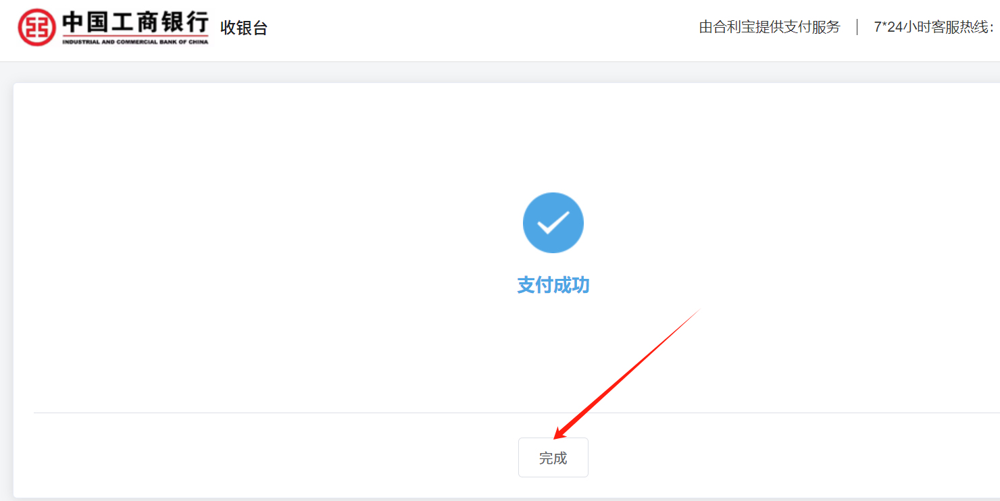 中国工商银行 收银台
INDUSTRIAL AND COMMERCIAL BANK OF CHINA
由合利宝提供支付服务 | 7*24小时客服热线：
支付成功
完成